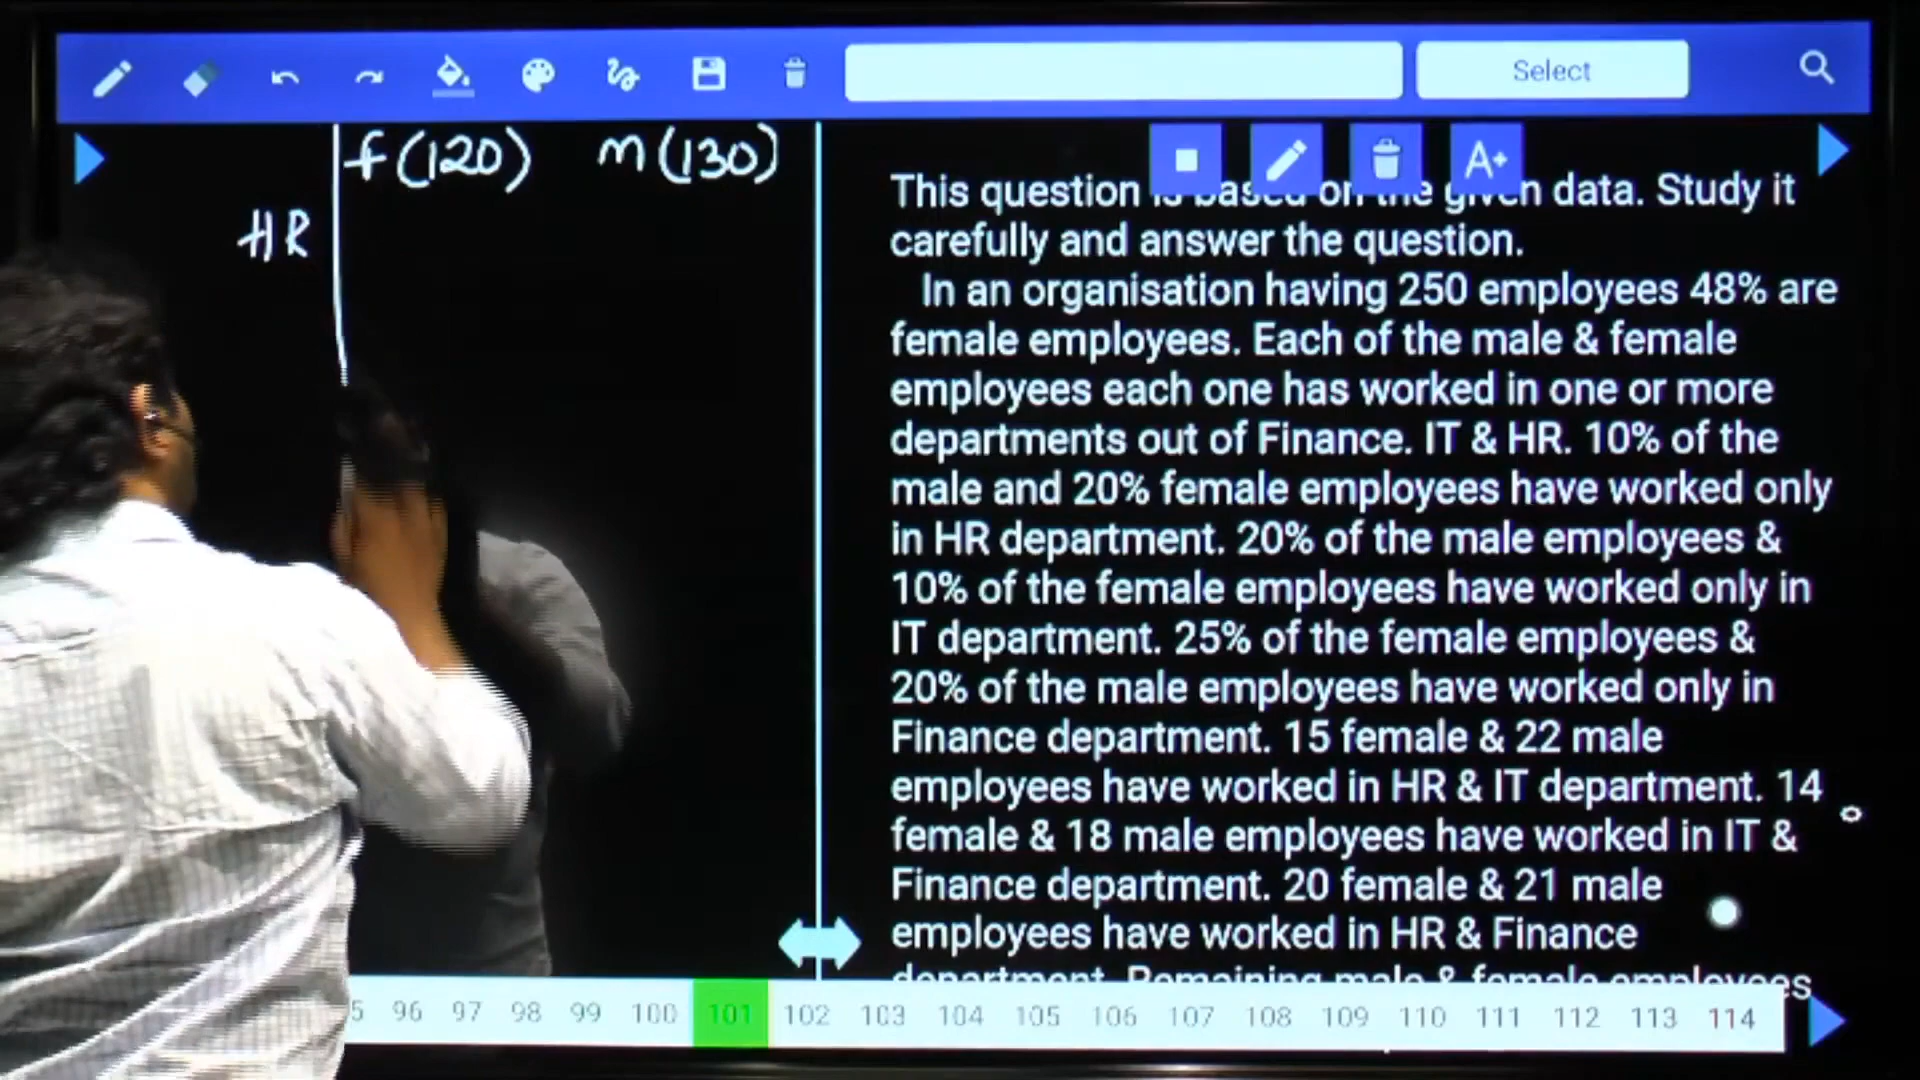 Select
A+
f (120) m (130)
HR
This question is based on the given data. Study it
carefully and answer the question.
In an organisation having 250 employees 48% are
female employees. Each of the male & female
employees each one has worked in one or more
departments out of Finance. IT & HR. 10% of the
male and 20% female employees have worked only
in HR department. 20% of the male employees &
10% of the female employees have worked only in
IT department. 25% of the female employees &
20% of the male employees have worked only in
Finance department. 15 female & 22 male
employees have worked in HR & IT department. 14
female & 18 male employees have worked in IT &
Finance department. 20 female & 21 male
employees have worked in HR & Finance
department. Remaining male & female employees
5 96 97 98 99 100 101 102 103 104 105 106 107 108 109 110 111 112 113 114